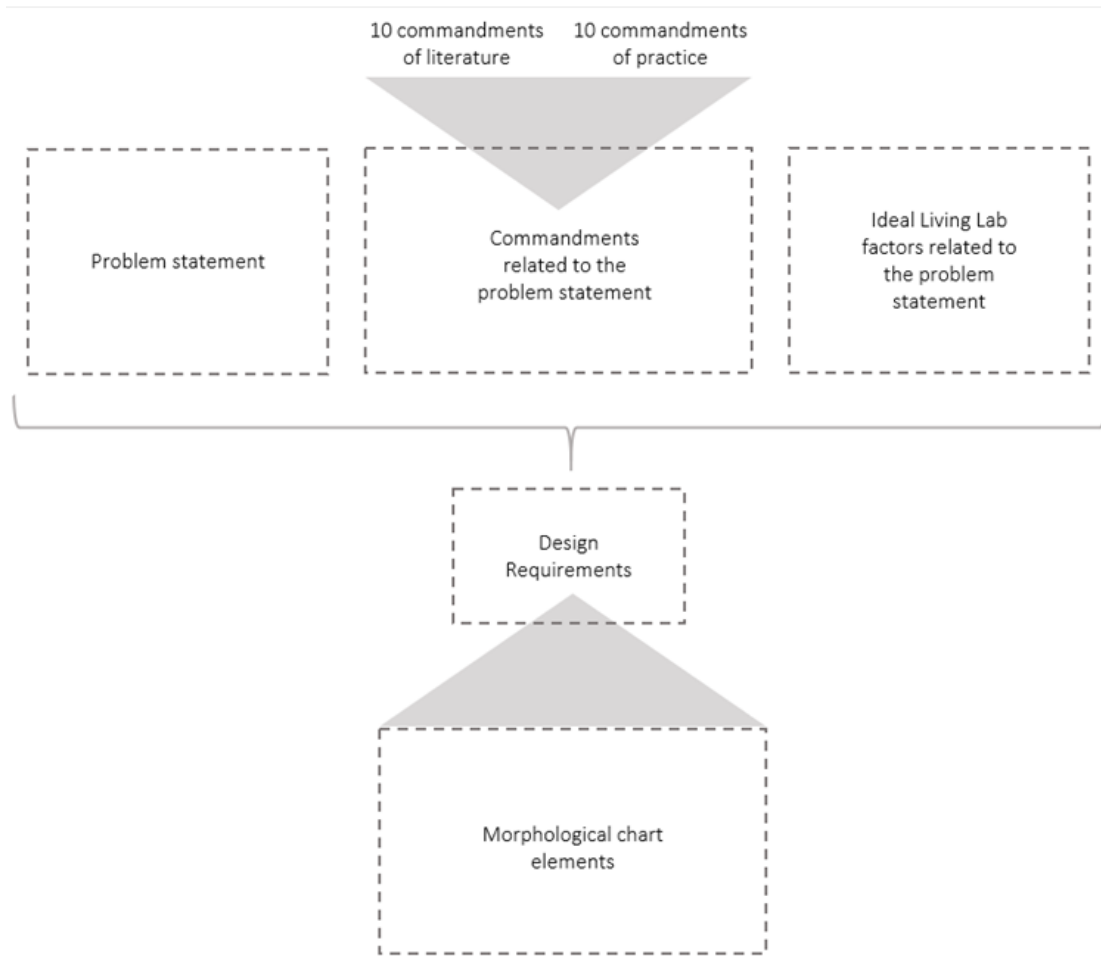 10 commandments
of literature
10 commandments
of practice
Problem statement
Commandments
related to the
problem statement
Ideal Living Lab
factors related to
the problem
statement
Design
Requirements
Morphological chart
elements